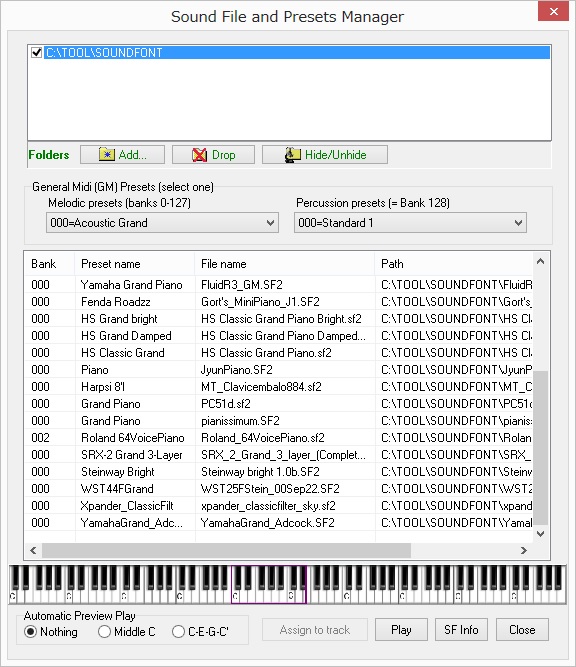 Sound File and Presets Manager
C:\TOOL\SOUNDFONT
Folders Add... Drop Hide/Unhide
General Midi (GM) Presets (select one)
Melodic presets (banks 0-127) Percussion presets (= Bank 128)
000=Acoustic Grand 000=Standard 1
Bank Preset name File name Path
000 Yamaha Grand Piano FluidR3_GM.SF2 C:\TOOL\SOUNDFONT\FluidR
000 Fenda Roadzz Gort's_MiniPiano_J1.SF2 C:\TOOL\SOUNDFONT\Gort's_
000 HS Grand bright HS Classic Grand Piano Bright.sf2 C:\TOOL\SOUNDFONT\HS Cl
000 HS Grand Damped HS Classic Grand Piano Damped... C:\TOOL\SOUNDFONT\HS Cl
000 HS Classic Grand HS Classic Grand Piano.sf2 C:\TOOL\SOUNDFONT\HS Cl
000 Piano JyunPiano.SF2 C:\TOOL\SOUNDFONT\JyunP
000 Harpsi 8'I MT_Clavicembalo884.sf2 C:\TOOL\SOUNDFONT\MT_C
000 Grand Piano PC51d.sf2 C:\TOOL\SOUNDFONT\PC51d
000 Grand Piano pianissimum.SF2 C:\TOOL\SOUNDFONT\pianiss
002 Roland 64VoicePiano Roland_64VoicePiano.sf2 C:\TOOL\SOUNDFONT\Rolan
000 SRX-2 Grand 3-Layer SRX_2_Grand_3_layer_(Complet... C:\TOOL\SOUNDFONT\SRX_
000 Steinway Bright Steinway bright 1.0b.SF2 C:\TOOL\SOUNDFONT\Steinw
000 WST44FGrand WST25FStein_00Sep22.SF2 C:\TOOL\SOUNDFONT\WST2
000 Xpander_ClassicFilt xpander_classicfilter_sky.sf2 C:\TOOL\SOUNDFONT\xpand
000 YamahaGrand_Adc... YamahaGrand_Adcock.SF2 C:\TOOL\SOUNDFONT\Yamal
C C C C C C C C
Automatic Preview Play
Nothing Middle C C-E-G-C' Assign to track Play SF Info Close